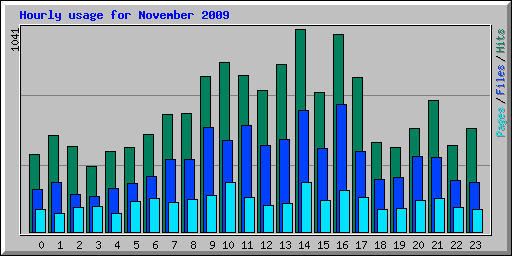 Hourly usage for November 2009
1041
Pages/Files/Hits
0 1 2 3 4 5 6 7 8 9 10 11 12 13 14 15 16 17 18 19 20 21 22 23